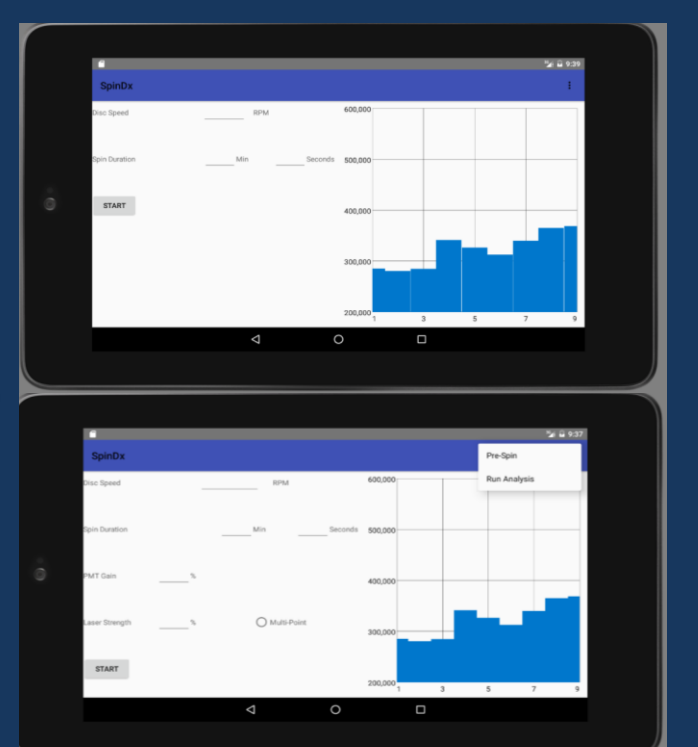 9:39
SpinDx
Disc Speed RPM
Spin Duration Min Seconds
START
600,000
500,000
400,000
300,000
200,000
1 3 5 7 9
9:37
SpinDx
Pre-Spin
Run Analysis
Disc Speed RPM
Spin Duration Min Seconds
PMT Gain %
Laser Strength % Multi-Point
START
600,000
500,000
400,000
300,000
200,000
1 3 5 7 9